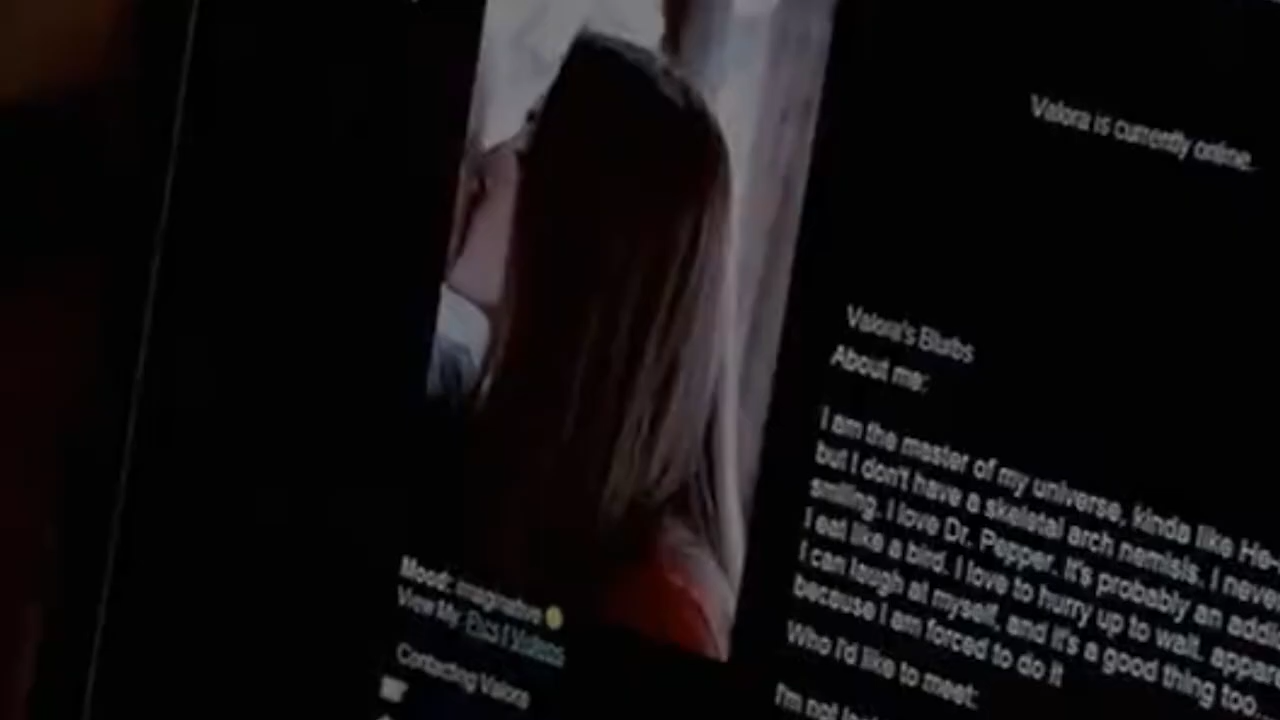 Valora is currently online.
Valora's Blurbs
About me:
I am the master of my universe, kinda like He-
but I don't have a skeletal arch nemisis. I never
smiling. I love Dr. Pepper. It's probably an addi
I eat like a bird. I love to hurry up to wait. appare
I can laugh at myself, and it's a good thing too...
because I am forced to do it
Who I'd like to meet:
I'm not
Mood: imaginative
View My: Pics | Videos
Contacting Valora